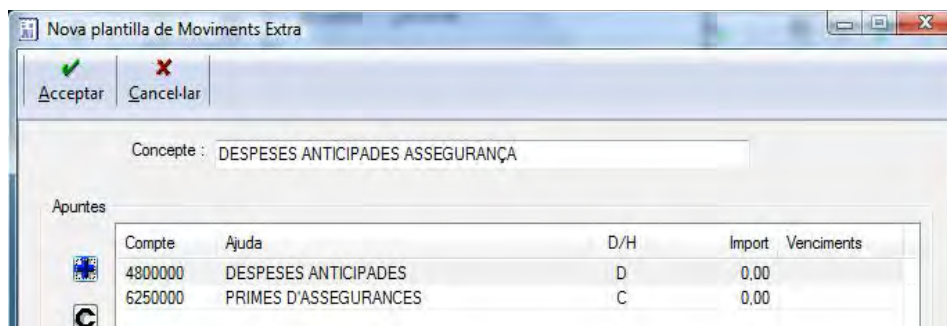 Nova plantilla de Moviments Extra
Acceptar Cancel·lar
Concepte : DESPESES ANTICIPADES ASSEGURANÇA
Apuntes
Compte Ajuda D/H Import Venciments
4800000 DESPESES ANTICIPADES D 0,00
6250000 PRIMES D'ASSEGURANCES C 0,00
C